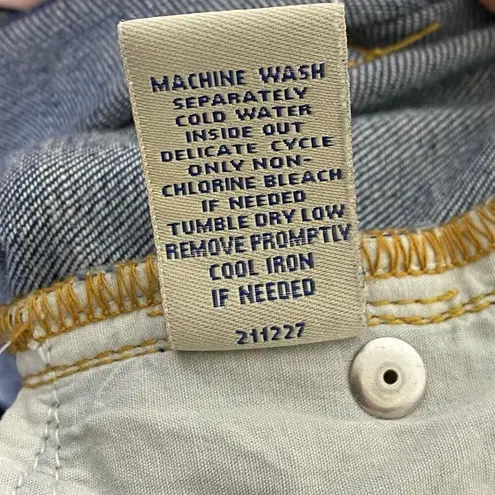 MACHINE WASH
SEPARATELY
COLD WATER
INSIDE OUT
DELICATE CYCLE
ONLY NON-
CHLORINE BLEACH
IF NEEDED
TUMBLE DRY LOW
REMOVE PROMPTLY
COOL IRON
IF NEEDED
211227